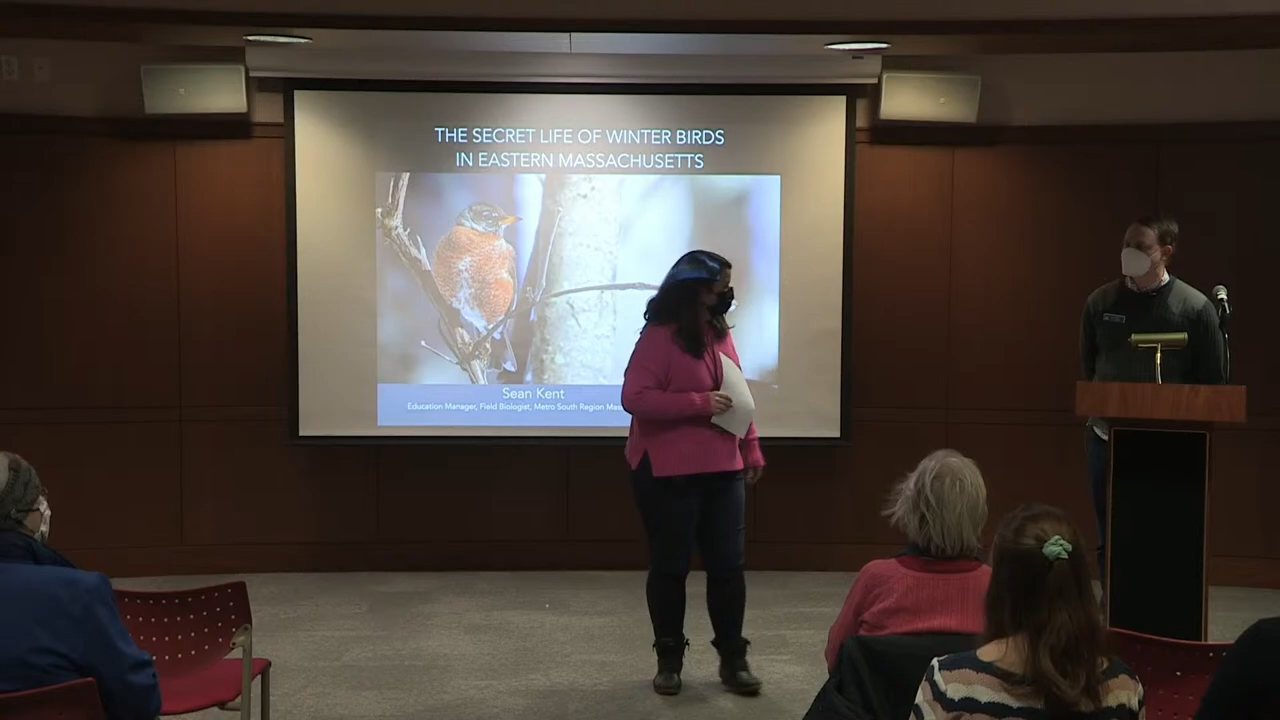 THE SECRET LIFE OF WINTER BIRDS
IN EASTERN MASSACHUSETTS
Sean Kent
Education Manager, Field Biologist, Metro South Region